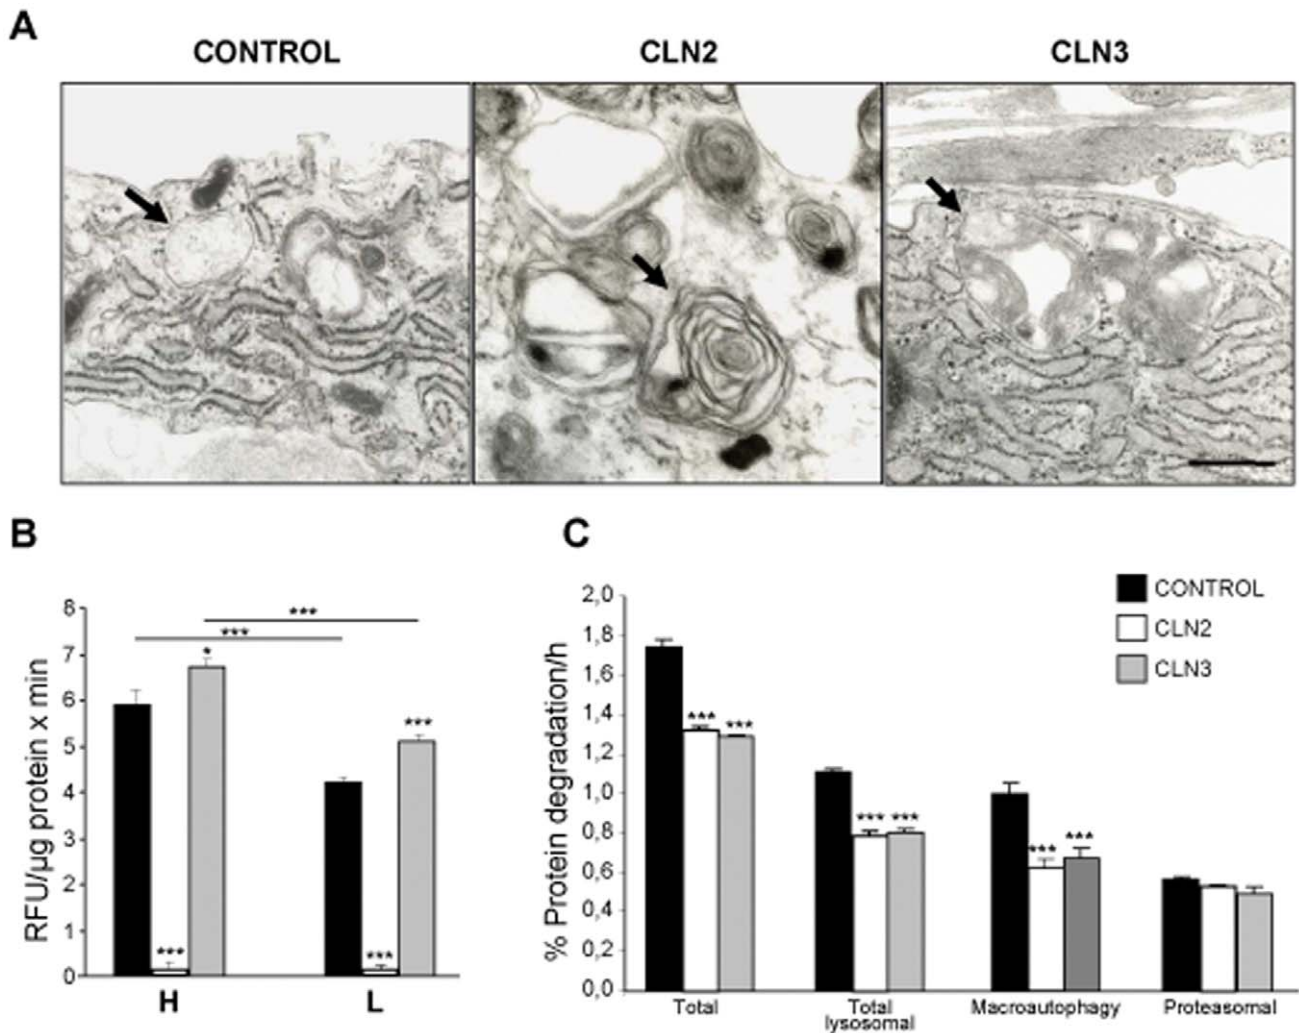 A
CONTROL
CLN2
CLN3
B
8
7
6
5
4
3
2
1
0
RFU/µg protein x min
***
***
*
***
***
***
H
L
C
2,0
1,8
1,6
1,4
1,2
1,0
0,8
0,6
0,4
0,2
0,0
% Protein degradation/h
CONTROL
CLN2
CLN3
*** ***
*** ***
*** ***
Total
Total lysosomal
Macroautophagy
Proteasomal